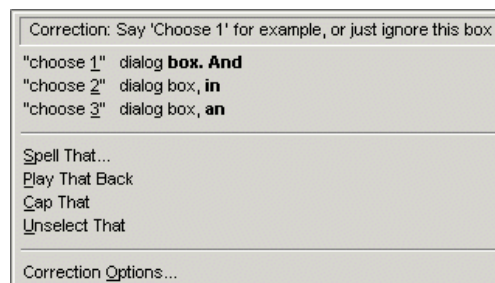 Correction: Say 'Choose 1' for example, or just ignore this box
"choose 1" dialog box. And
"choose 2" dialog box, in
"choose 3" dialog box, an
Spell That...
Play That Back
Cap That
Unselect That
Correction Options...